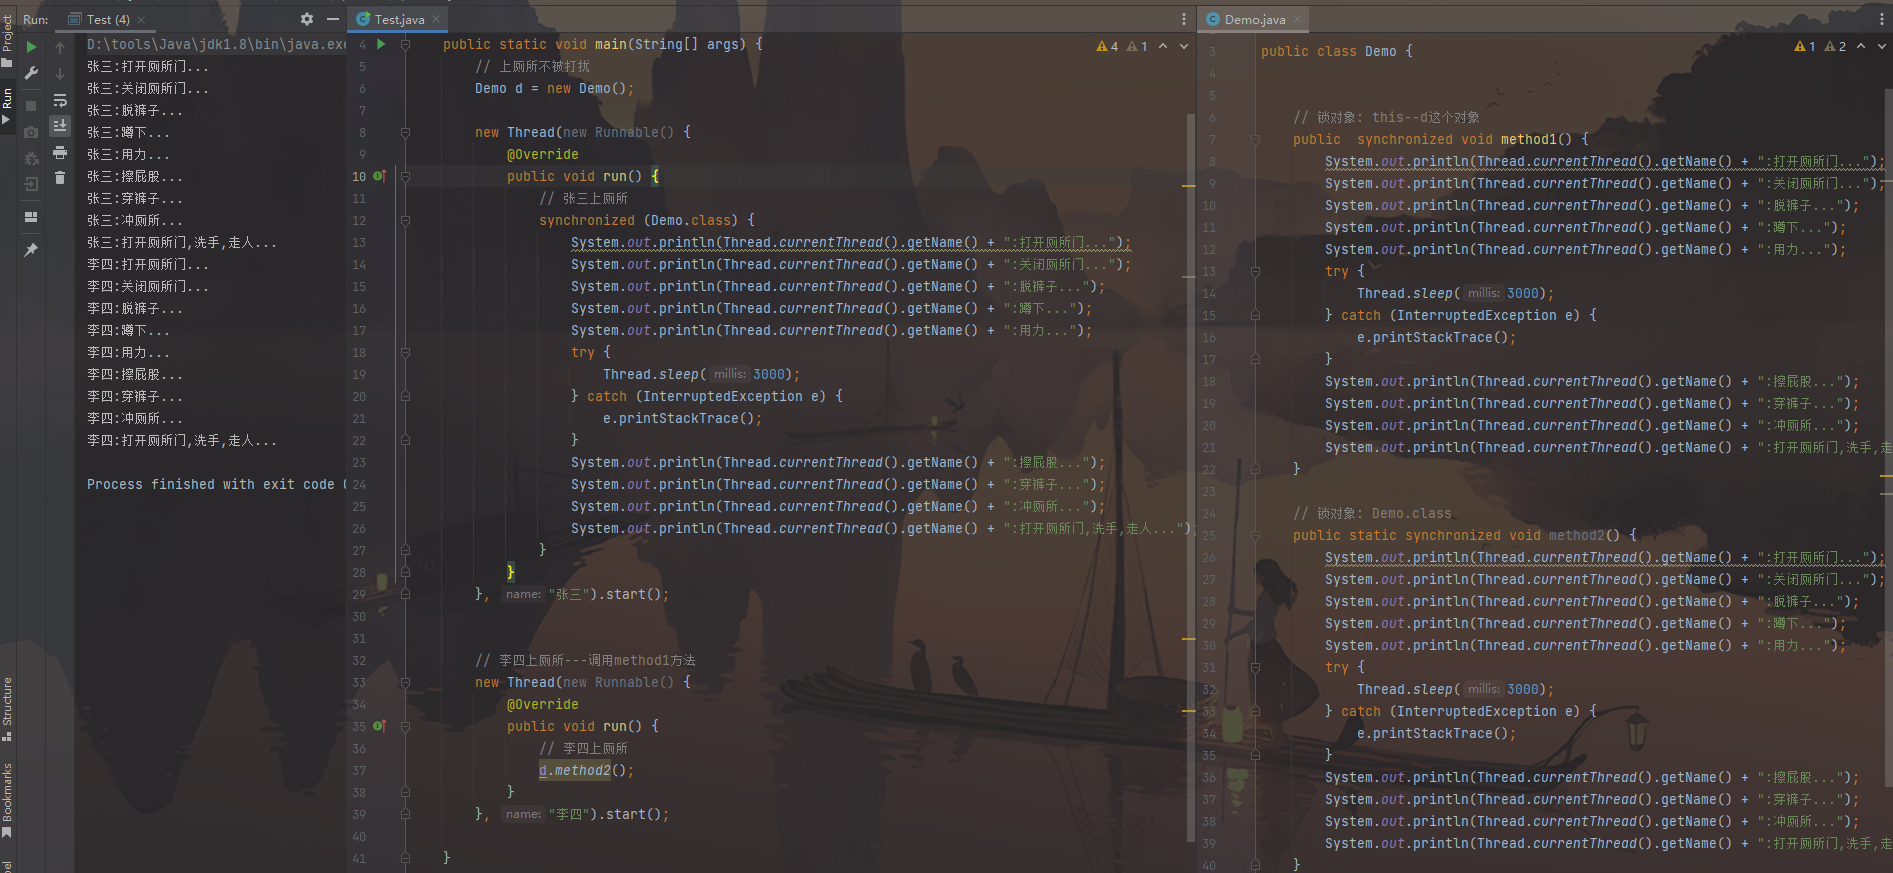 Run:
Test (4)
D:\tools\Java\jdk1.8\bin\java.exe
张三:打开厕所门...
张三:关闭厕所门...
张三:脱裤子...
张三:蹲下...
张三:用力...
张三:擦屁股...
张三:穿裤子...
张三:冲厕所...
张三:打开厕所门,洗手,走人...
李四:打开厕所门...
李四:关闭厕所门...
李四:脱裤子...
李四:蹲下...
李四:用力...
李四:擦屁股...
李四:穿裤子...
李四:冲厕所...
李四:打开厕所门,洗手,走人...
Process finished with exit code
Project
Run
Structure
Bookmarks
Test.java
4 1
4 public static void main(String[] args) {
5 // 上厕所不被打扰
6 Demo d = new Demo();
7
8 new Thread(new Runnable() {
9 @Override
10 public void run() {
11 // 张三上厕所
12 synchronized (Demo.class) {
13 System.out.println(Thread.currentThread().getName() + ":打开厕所门...");
14 System.out.println(Thread.currentThread().getName() + ":关闭厕所门...");
15 System.out.println(Thread.currentThread().getName() + ":脱裤子...");
16 System.out.println(Thread.currentThread().getName() + ":蹲下...");
17 System.out.println(Thread.currentThread().getName() + ":用力...");
18 try {
19 Thread.sleep( millis: 3000);
20 } catch (InterruptedException e) {
21 e.printStackTrace();
22 }
23 System.out.println(Thread.currentThread().getName() + ":擦屁股...");
24 System.out.println(Thread.currentThread().getName() + ":穿裤子...");
25 System.out.println(Thread.currentThread().getName() + ":冲厕所...");
26 System.out.println(Thread.currentThread().getName() + ":打开厕所门,洗手,走人...");
27 }
28 }
29 }, name: "张三").start();
30
31
32 // 李四上厕所---调用method1方法
33 new Thread(new Runnable() {
34 @Override
35 public void run() {
36 // 李四上厕所
37 d.method2();
38 }
39 }, name: "李四").start();
40
41 }
Demo.java
1 2
3 public class Demo {
4
5
6 // 锁对象: this--d这个对象
7 public synchronized void method1() {
8 System.out.println(Thread.currentThread().getName() + ":打开厕所门...");
9 System.out.println(Thread.currentThread().getName() + ":关闭厕所门...");
10 System.out.println(Thread.currentThread().getName() + ":脱裤子...");
11 System.out.println(Thread.currentThread().getName() + ":蹲下...");
12 System.out.println(Thread.currentThread().getName() + ":用力...");
13 try {
14 Thread.sleep( millis: 3000);
15 } catch (InterruptedException e) {
16 e.printStackTrace();
17 }
18 System.out.println(Thread.currentThread().getName() + ":擦屁股...");
19 System.out.println(Thread.currentThread().getName() + ":穿裤子...");
20 System.out.println(Thread.currentThread().getName() + ":冲厕所...");
21 System.out.println(Thread.currentThread().getName() + ":打开厕所门,洗手,走
22 }
23
24 // 锁对象: Demo.class
25 public static synchronized void method2() {
26 System.out.println(Thread.currentThread().getName() + ":打开厕所门...");
27 System.out.println(Thread.currentThread().getName() + ":关闭厕所门...");
28 System.out.println(Thread.currentThread().getName() + ":脱裤子...");
29 System.out.println(Thread.currentThread().getName() + ":蹲下...");
30 System.out.println(Thread.currentThread().getName() + ":用力...");
31 try {
32 Thread.sleep( millis: 3000);
33 } catch (InterruptedException e) {
34 e.printStackTrace();
35 }
36 System.out.println(Thread.currentThread().getName() + ":擦屁股...");
37 System.out.println(Thread.currentThread().getName() + ":穿裤子...");
38 System.out.println(Thread.currentThread().getName() + ":冲厕所...");
39 System.out.println(Thread.currentThread().getName() + ":打开厕所门,洗手,走
40 }